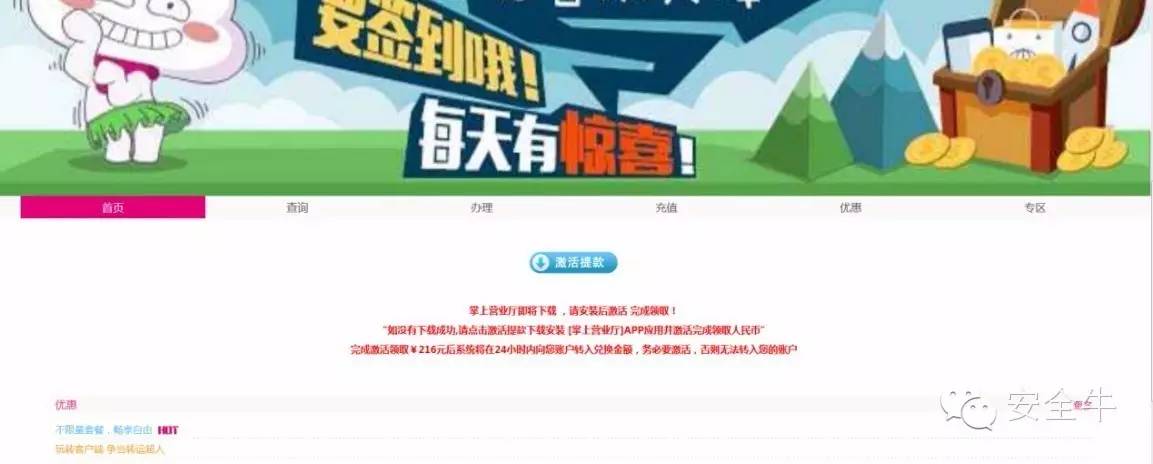 要签到哦！
每天有惊喜！
首页 查询 办理 充值 优惠 专区
激活提款
掌上营业厅即将下载 ，请安装后激活 完成领取！
"如没有下载成功,请点击激活提款下载安装 [掌上营业厅]APP应用并激活完成领取人民币"
完成激活领取￥216元后系统将在24小时内向您账户转入兑换金额，务必要激活，否则无法转入您的账户
优惠
安全牛
不限量套餐，畅享自由 HOT
玩转客户端 争当转运超人